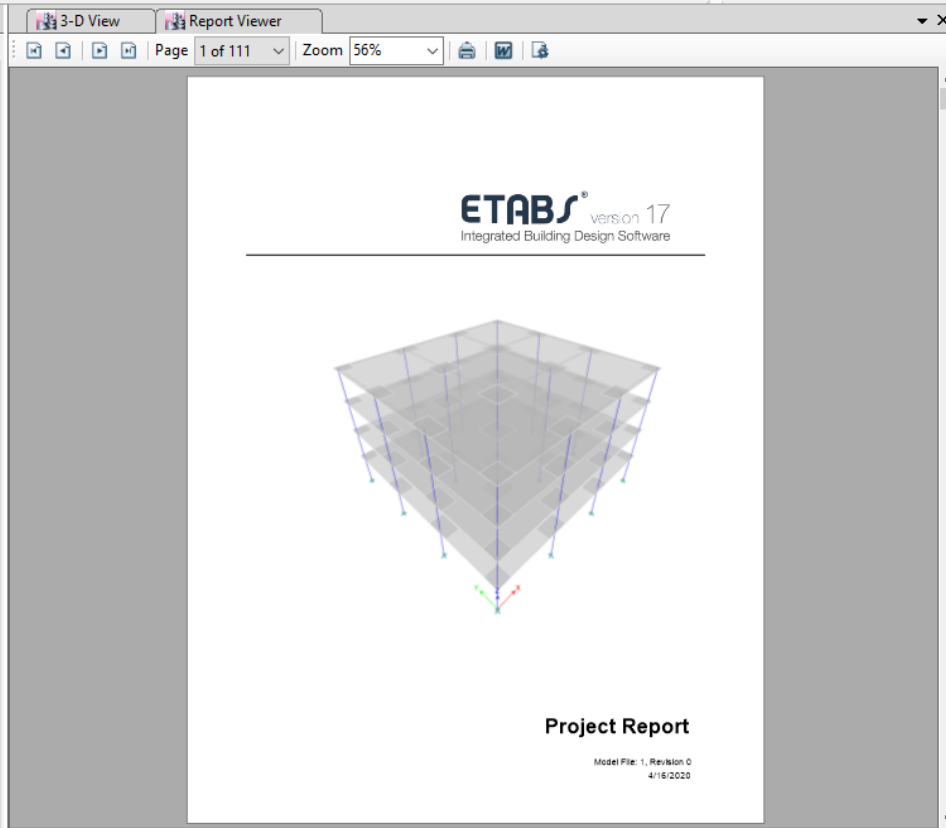 3-D View
Report Viewer
Page 1 of 111 Zoom 56%
ETABS® version 17
Integrated Building Design Software
Y X
Project Report
Model File: 1, Revision 0
4/16/2020